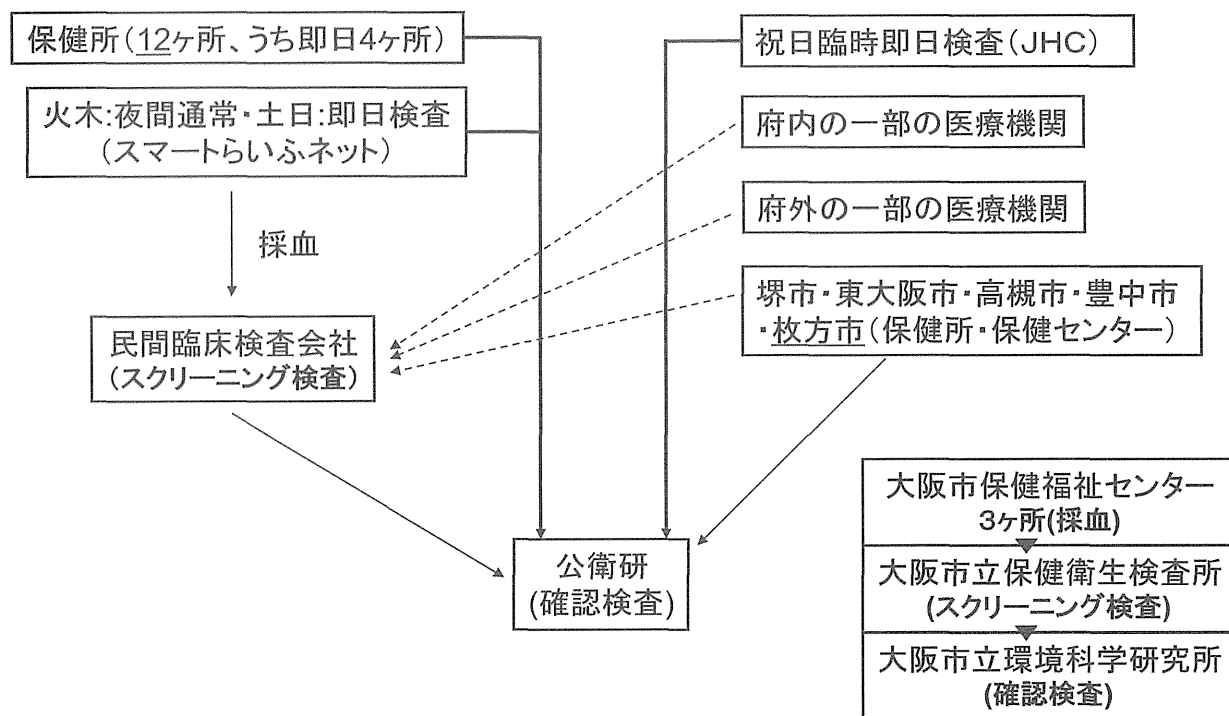 保健所(12ヶ所、うち即日4ヶ所)
火木:夜間通常・土日:即日検査
(スマートらいふネット)
採血
民間臨床検査会社
(スクリーニング検査)
祝日臨時即日検査(JHC)
府内の一部の医療機関
府外の一部の医療機関
堺市・東大阪市・高槻市・豊中市
・枚方市(保健所・保健センター)
公衛研
(確認検査)
大阪市保健福祉センター
3ヶ所(採血)
大阪市立保健衛生検査所
(スクリーニング検査)
大阪市立環境科学研究所
(確認検査)